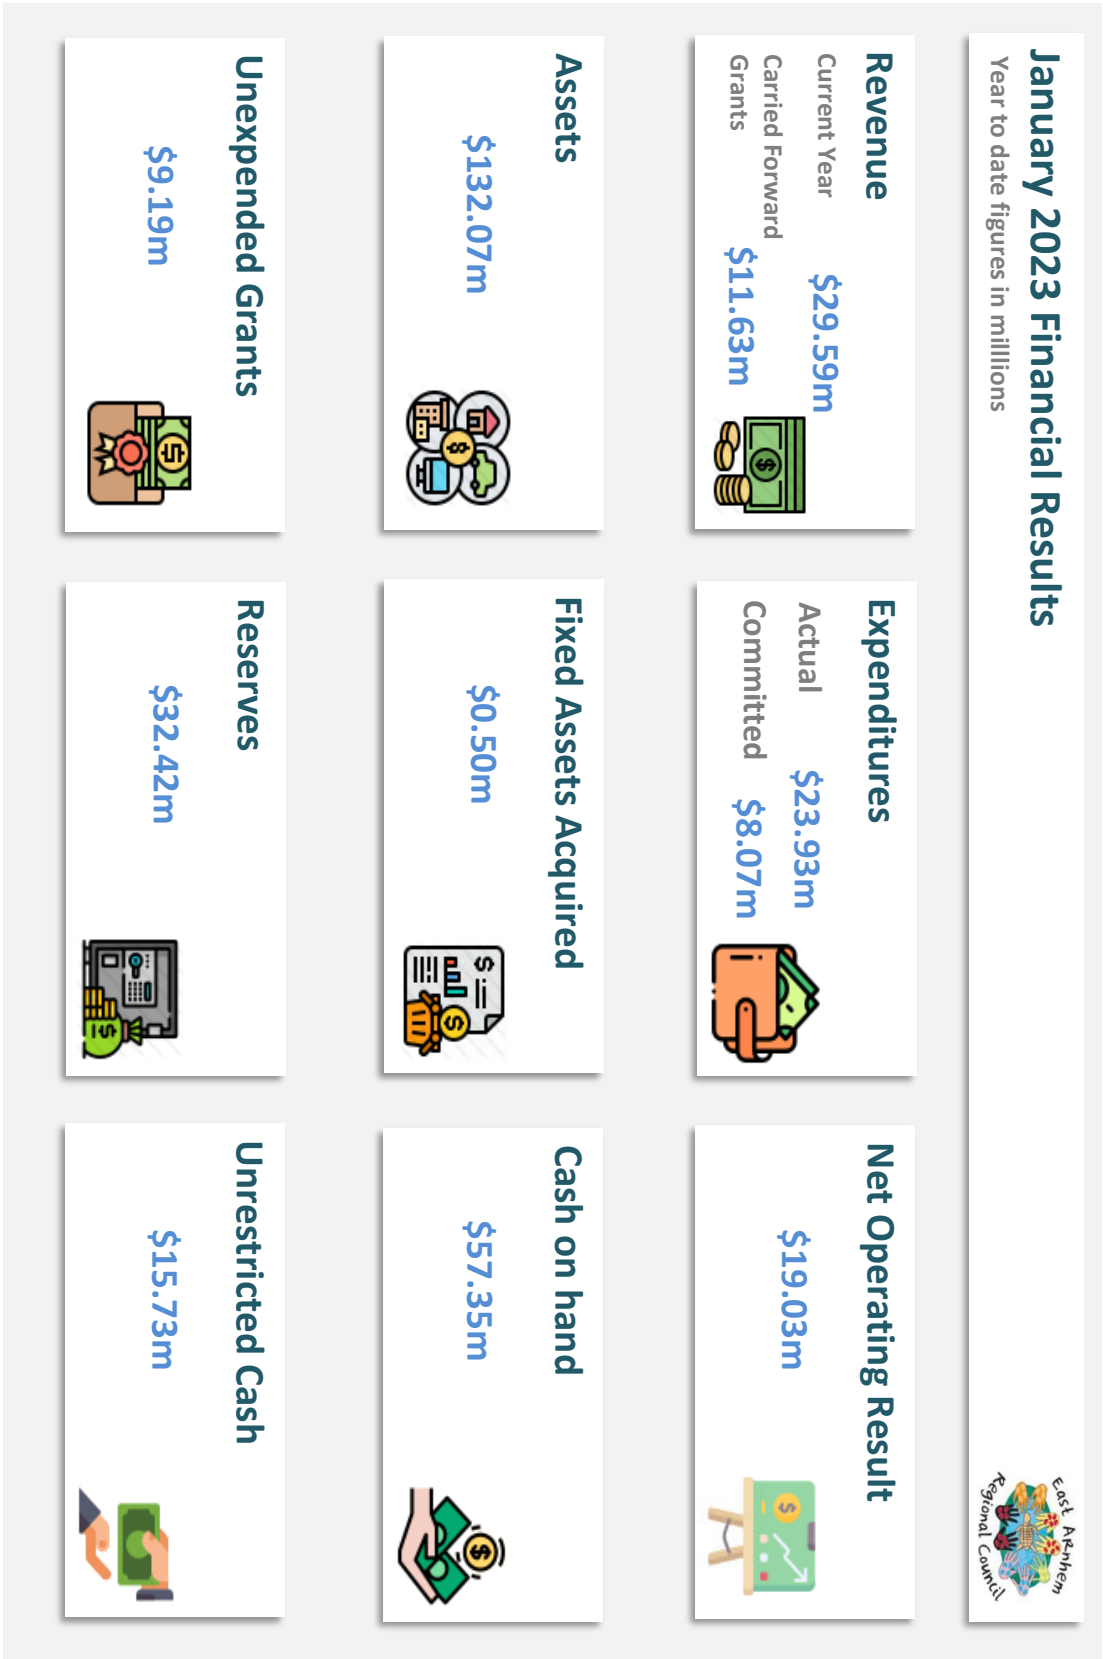 January 2023 Financial Results
Year to date figures in milllions
East Arnhem
Regional Council
Revenue
Current Year $29.59m
Carried Forward
Grants $11.63m
Expenditures
Actual $23.93m
Committed $8.07m
Net Operating Result
$19.03m
Assets
$132.07m
Fixed Assets Acquired
$0.50m
Cash on hand
$57.35m
Unexpended Grants
$9.19m
Reserves
$32.42m
Unrestricted Cash
$15.73m